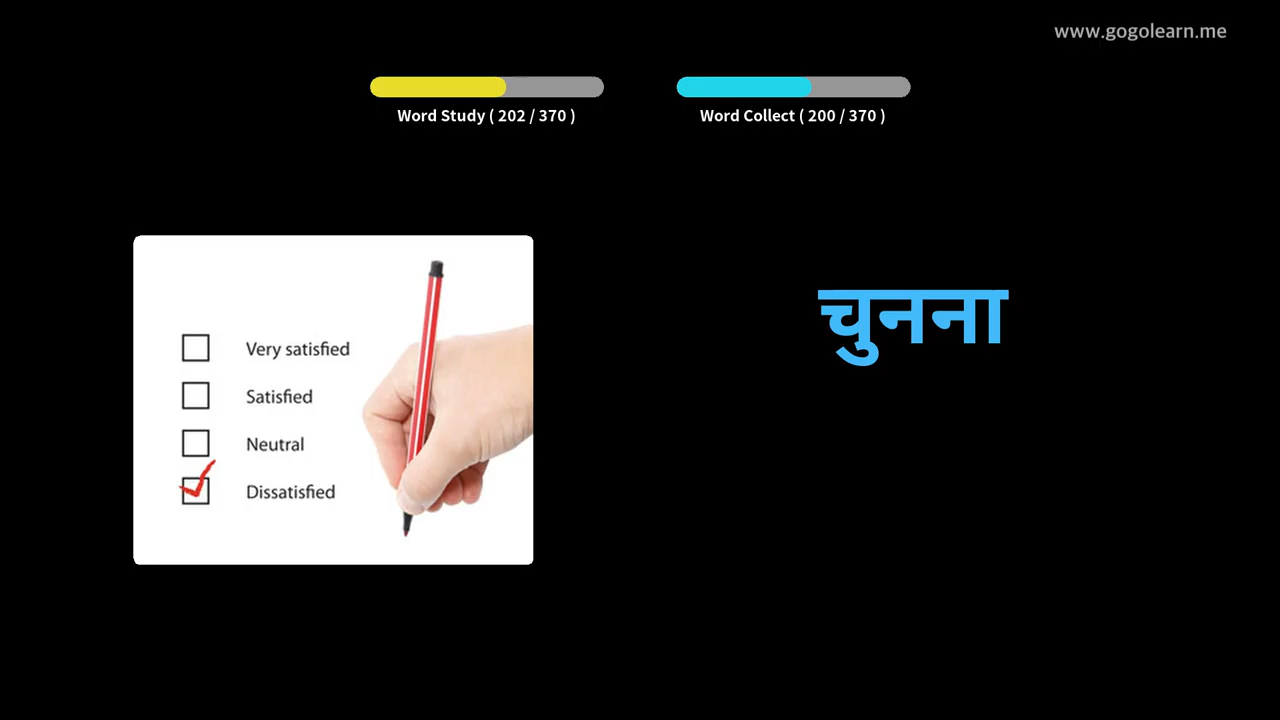 www.gogolearn.me
Word Study ( 202 / 370 )
Word Collect ( 200 / 370 )
Very satisfied
Satisfied
Neutral
Dissatisfied
चुनना